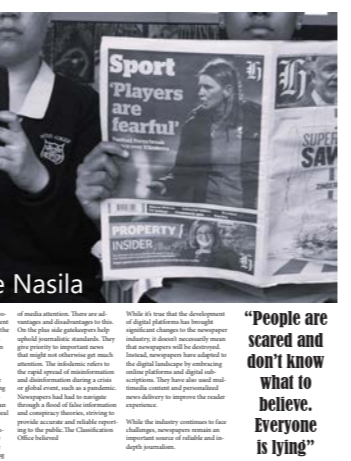 Sport
'Players
are
fearful'
PROPERTY
INSIDER
SUPER
SAV
e Nasila
of media attention. There are ad-
vantages and disadvantages to this.
On the plus side gatekeepers help
uphold journalistic standards. They
give priority to important news
that might not otherwise get much
attention. The infodemic refers to
the rapid spread of misinformation
and disinformation during a crisis
or global event, such as a pandemic.
Newspapers had had to navigate
through a flood of false information
and conspiracy theories, striving to
provide accurate and reliable report-
ing to the public. The Classification
Office believed
While it's true that the development
of digital platforms has brought
significant changes to the newspaper
industry, it doesn't necessarily mean
that newspapers will be destroyed.
Instead, newspapers have adapted to
the digital landscape by embracing
online platforms and digital sub-
scriptions. They have also used mul-
timedia content and personalized
news delivery to improve the reader
experience.
While the industry continues to face
challenges, newspapers remain an
important source of reliable and in-
depth journalism.
“People are
scared and
don't know
what to
believe.
Everyone
is lying”